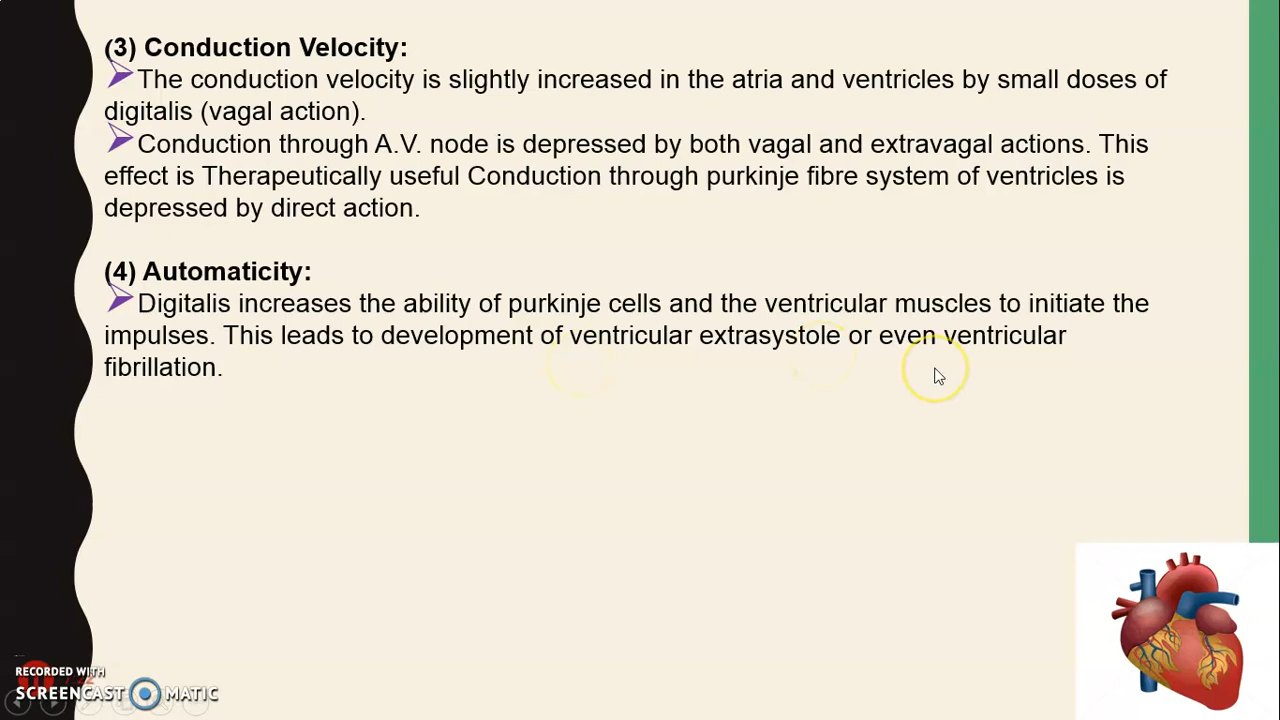 (3) Conduction Velocity:
The conduction velocity is slightly increased in the atria and ventricles by small doses of
digitalis (vagal action).
Conduction through A.V. node is depressed by both vagal and extravagal actions. This
effect is Therapeutically useful Conduction through purkinje fibre system of ventricles is
depressed by direct action.
(4) Automaticity:
Digitalis increases the ability of purkinje cells and the ventricular muscles to initiate the
impulses. This leads to development of ventricular extrasystole or even ventricular
fibrillation.
RECORDED WITH
SCREENCAST MATIC